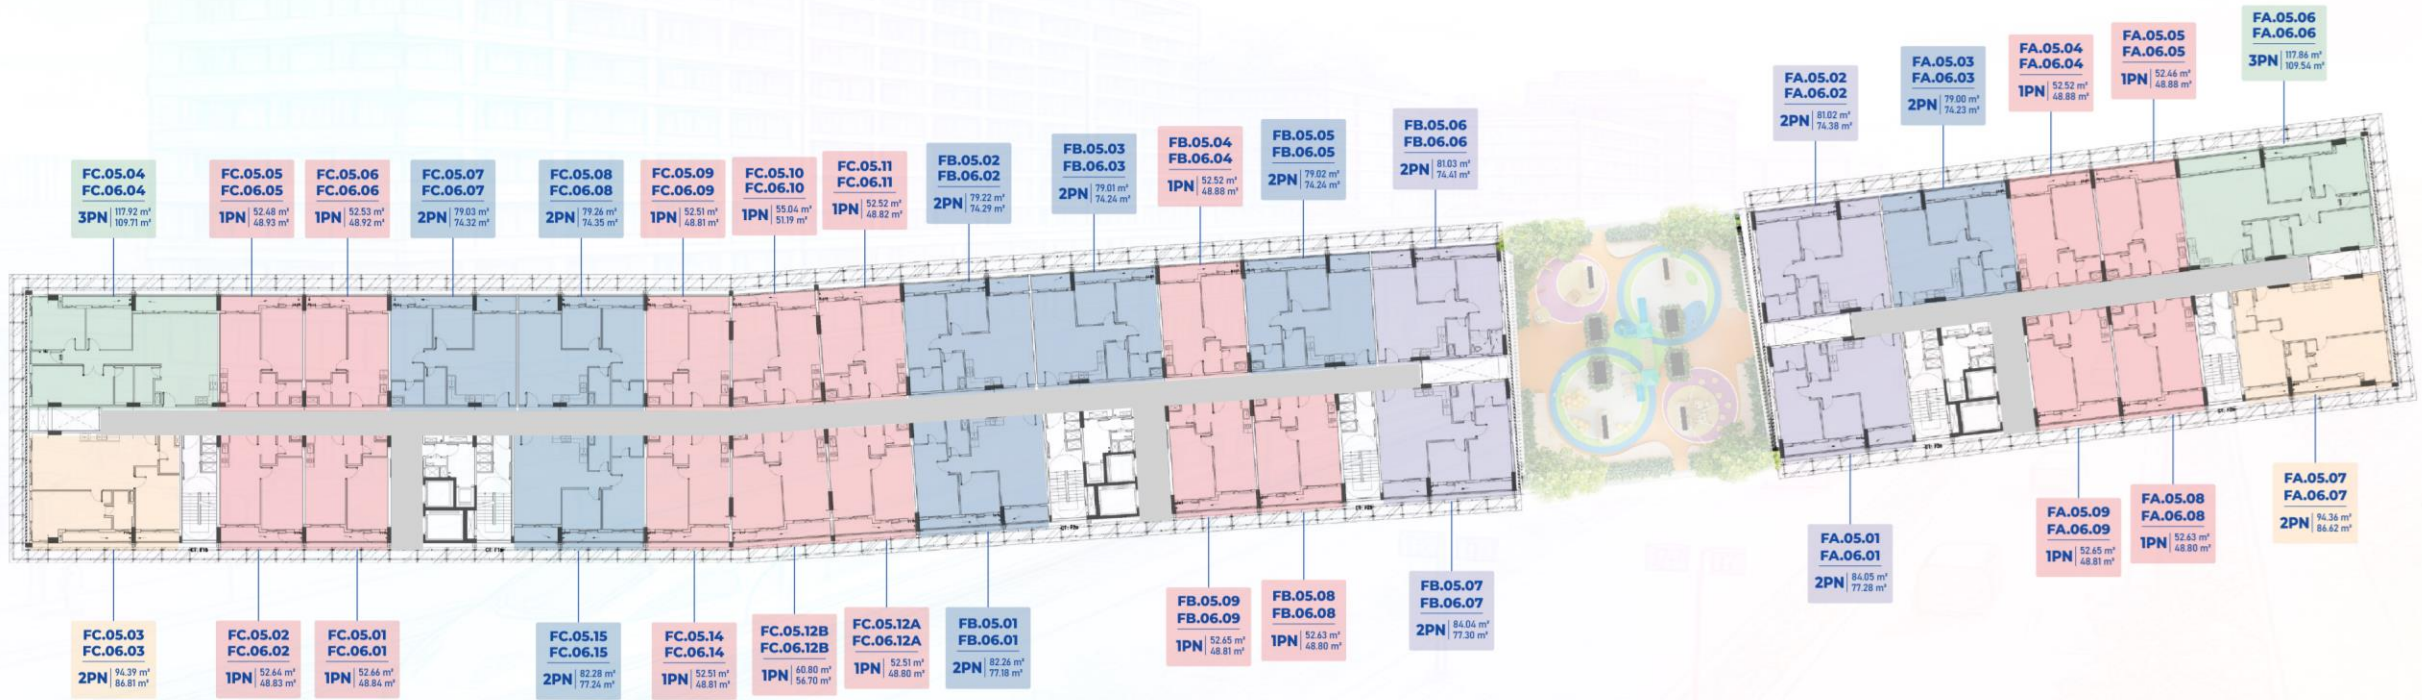 FC.05.04
FC.06.04
3PN 117.92 m²
109.71 m²
FC.05.05
FC.06.05
1PN 52.48 m²
48.93 m²
FC.05.06
FC.06.06
1PN 52.53 m²
48.92 m²
FC.05.07
FC.06.07
2PN 79.03 m²
74.32 m²
FC.05.08
FC.06.08
2PN 79.26 m²
74.35 m²
FC.05.09
FC.06.09
1PN 52.51 m²
48.81 m²
FC.05.10
FC.06.10
1PN 55.04 m²
51.19 m²
FC.05.11
FC.06.11
1PN 52.52 m²
48.82 m²
FB.05.02
FB.06.02
2PN 79.22 m²
74.29 m²
FB.05.03
FB.06.03
2PN 79.01 m²
74.24 m²
FB.05.04
FB.06.04
1PN 52.52 m²
48.88 m²
FB.05.05
FB.06.05
2PN 79.02 m²
74.24 m²
FB.05.06
FB.06.06
2PN 81.03 m²
74.41 m²
FA.05.02
FA.06.02
2PN 81.02 m²
74.38 m²
FA.05.03
FA.06.03
2PN 79.00 m²
74.23 m²
FA.05.04
FA.06.04
1PN 52.52 m²
48.88 m²
FA.05.05
FA.06.05
1PN 52.46 m²
48.88 m²
FA.05.06
FA.06.06
3PN 117.86 m²
109.54 m²
FC.05.03
FC.06.03
2PN 94.39 m²
86.81 m²
FC.05.02
FC.06.02
1PN 52.64 m²
48.83 m²
FC.05.01
FC.06.01
1PN 52.66 m²
48.84 m²
FC.05.15
FC.06.15
2PN 82.28 m²
77.24 m²
FC.05.14
FC.06.14
1PN 52.51 m²
48.81 m²
FC.05.12B
FC.06.12B
1PN 60.80 m²
56.70 m²
FC.05.12A
FC.06.12A
1PN 52.51 m²
48.80 m²
FB.05.01
FB.06.01
2PN 82.26 m²
77.18 m²
FB.05.09
FB.06.09
1PN 52.65 m²
48.81 m²
FB.05.08
FB.06.08
1PN 52.63 m²
48.80 m²
FB.05.07
FB.06.07
2PN 84.04 m²
77.30 m²
FA.05.01
FA.06.01
2PN 84.05 m²
77.28 m²
FA.05.09
FA.06.09
1PN 52.65 m²
48.81 m²
FA.05.08
FA.06.08
1PN 52.63 m²
48.80 m²
FA.05.07
FA.06.07
2PN 94.36 m²
86.62 m²